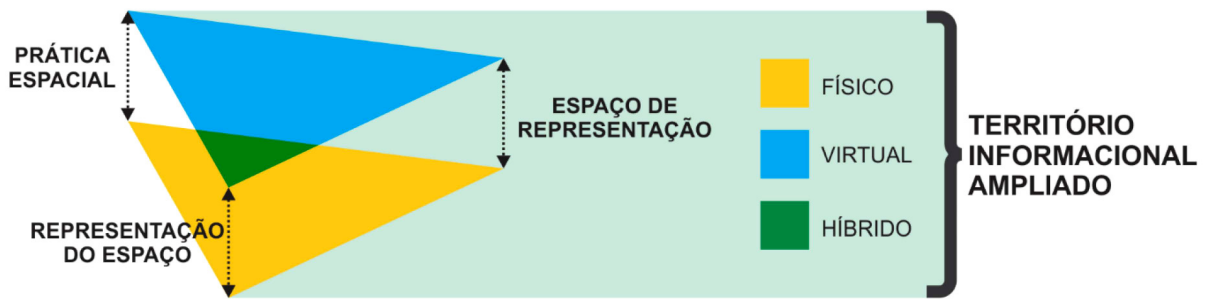 PRÁTICA
ESPACIAL
REPRESENTAÇÃO
DO ESPAÇO
ESPAÇO DE
REPRESENTAÇÃO
FÍSICO
VIRTUAL
HÍBRIDO
TERRITÓRIO
INFORMACIONAL
AMPLIADO